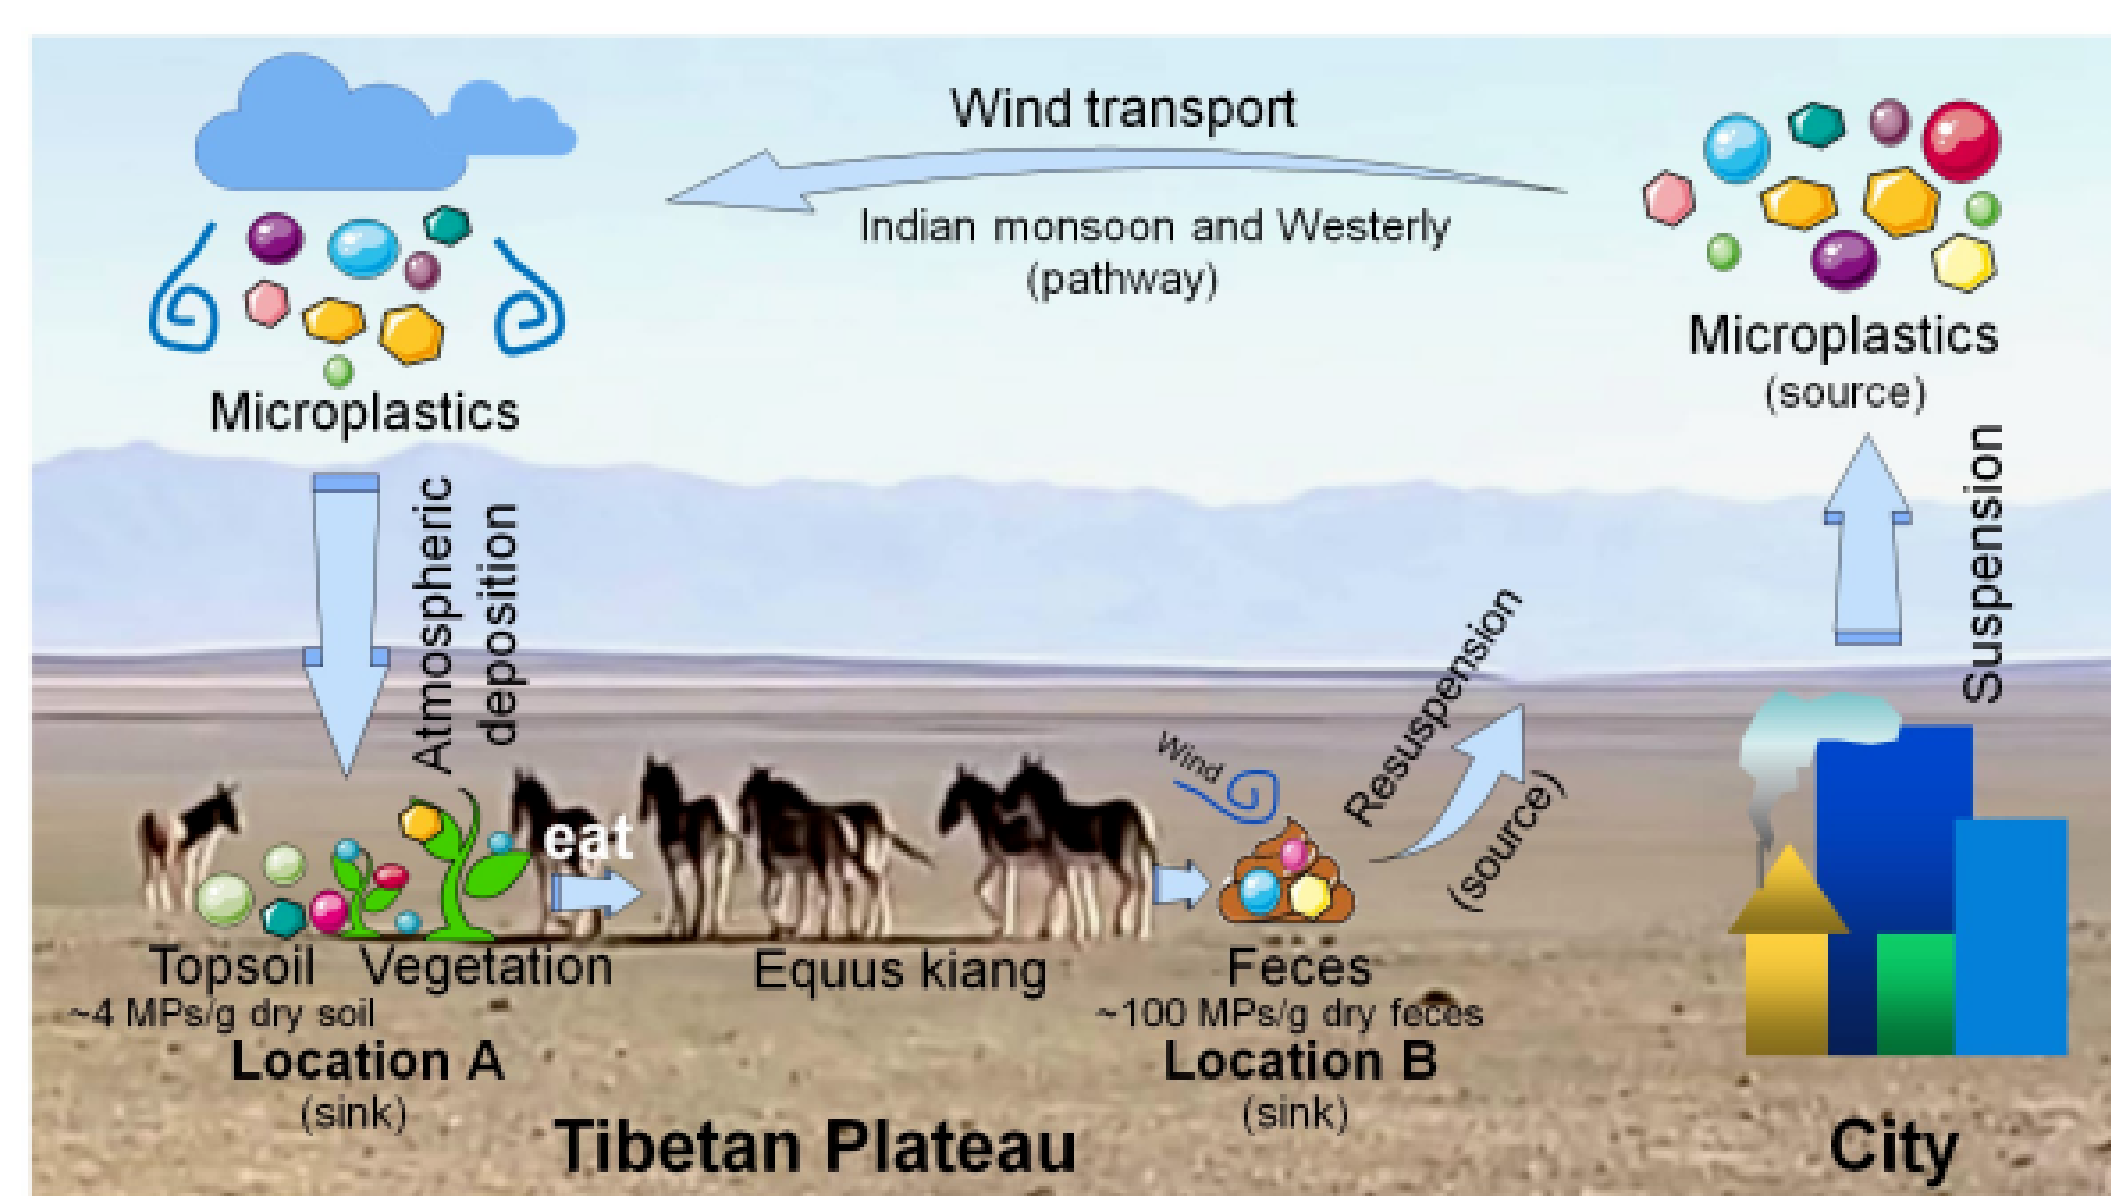 Wind transport
Indian monsoon and Westerly
(pathway)
Microplastics
(source)
Microplastics
Atmospheric
deposition
Suspension
Resuspension
(source)
Wind
eat
Topsoil
Vegetation
Equus kiang
Feces
~4 MPs/g dry soil
~100 MPs/g dry feces
Location A
(sink)
Location B
(sink)
Tibetan Plateau
City